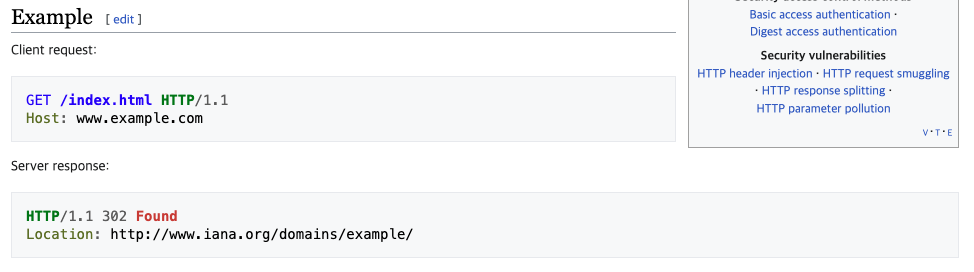 Example [ edit ]
Client request:
GET /index.html HTTP/1.1
Host: www.example.com
Server response:
HTTP/1.1 302 Found
Location: http://www.iana.org/domains/example/
Basic access authentication ·
Digest access authentication
Security vulnerabilities
HTTP header injection · HTTP request smuggling
· HTTP response splitting ·
HTTP parameter pollution
V · T · E